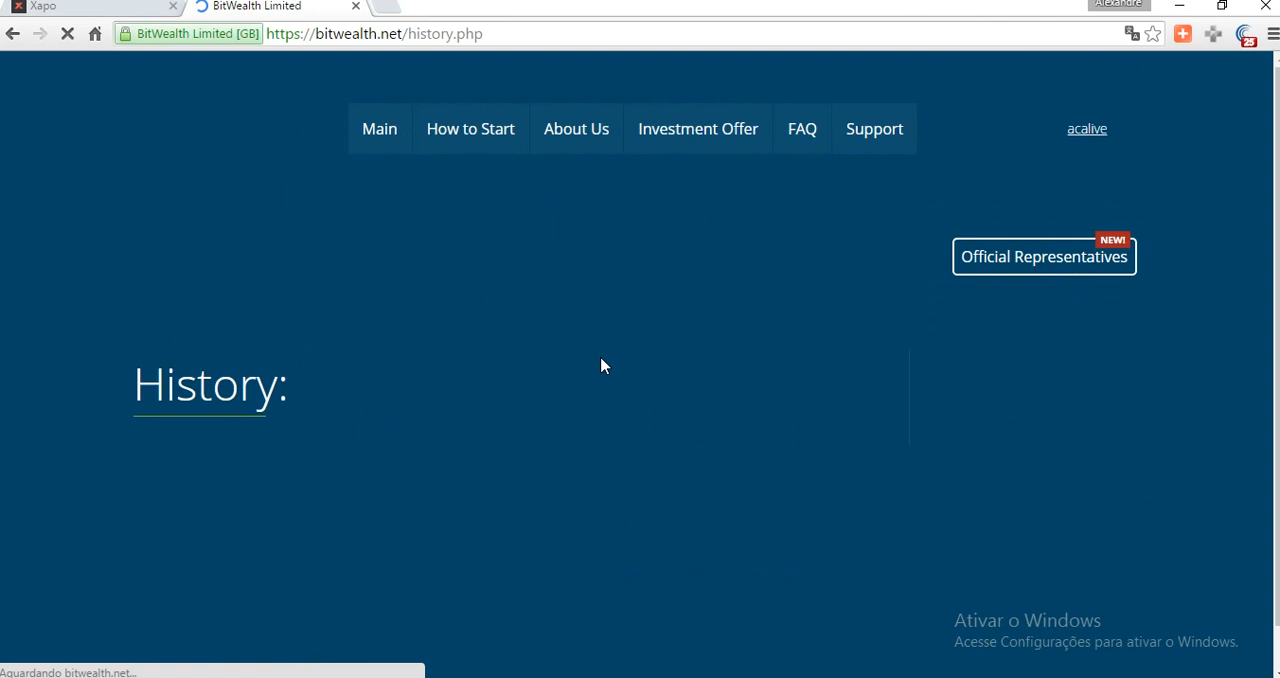 Xapo
BitWealth Limited
Alexandre
BitWealth Limited [GB] https://bitwealth.net/history.php
25
Main How to Start About Us Investment Offer FAQ Support acalive
NEW!
Official Representatives
History:
Ativar o Windows
Acesse Configurações para ativar o Windows.
Aguardando bitwealth.net...